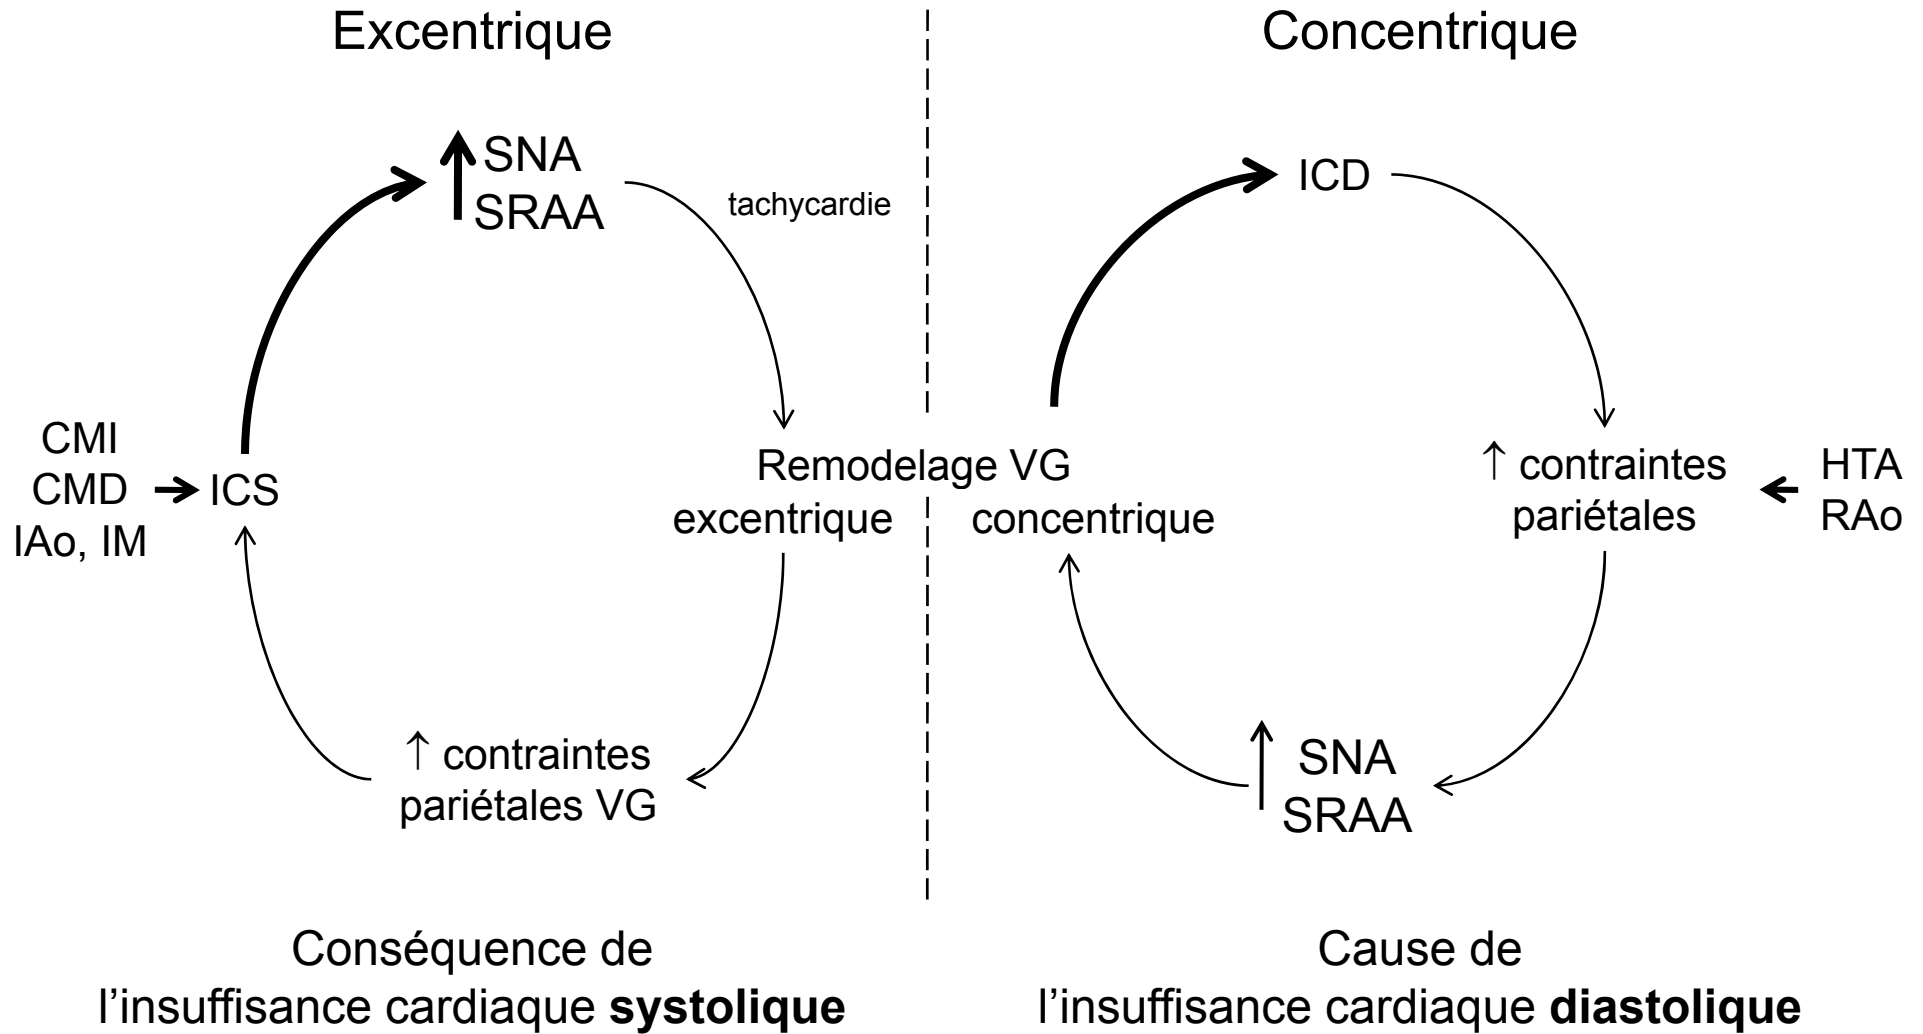 Excentrique
↑ SNA
SRAA
tachycardie
CMI
CMD
IAo, IM
ICS
Remodelage VG
excentrique
concentrique
↑ contraintes
pariétales VG
Conséquence de
l’insuffisance cardiaque systolique
Concentrique
ICD
↑ contraintes
pariétales
HTA
RAo
↑ SNA
SRAA
Cause de
l’insuffisance cardiaque diastolique